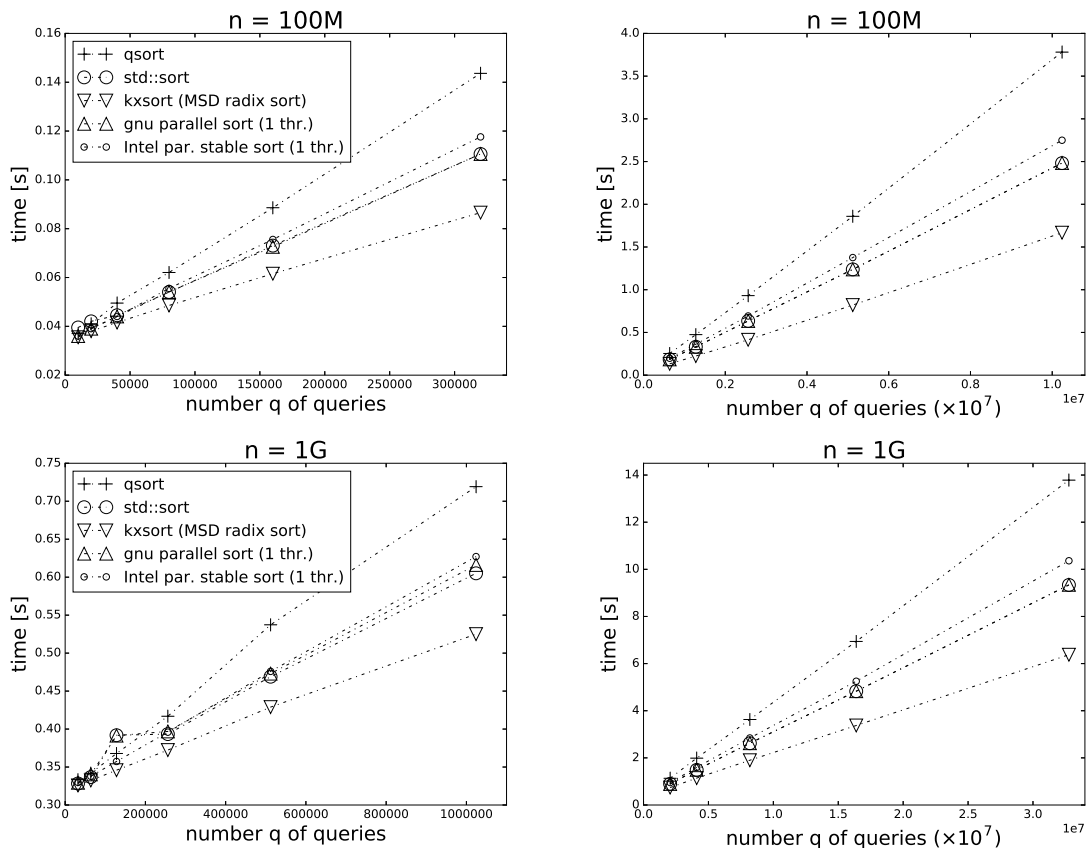 n = 100M
0.16
0.14
0.12
0.10
0.08
0.06
0.04
0.02
time [s]
qsort
std::sort
kxsort (MSD radix sort)
gnu parallel sort (1 thr.)
Intel par. stable sort (1 thr.)
0 50000 100000 150000 200000 250000 300000
number q of queries
n = 100M
4.0
3.5
3.0
2.5
2.0
1.5
1.0
0.5
0.0
time [s]
0.0 0.2 0.4 0.6 0.8 1.0
1e7
number q of queries (×10^7)
n = 1G
0.75
0.70
0.65
0.60
0.55
0.50
0.45
0.40
0.35
0.30
time [s]
qsort
std::sort
kxsort (MSD radix sort)
gnu parallel sort (1 thr.)
Intel par. stable sort (1 thr.)
0 200000 400000 600000 800000 1000000
number q of queries
n = 1G
14
12
10
8
6
4
2
0
time [s]
0.0 0.5 1.0 1.5 2.0 2.5 3.0
1e7
number q of queries (×10^7)